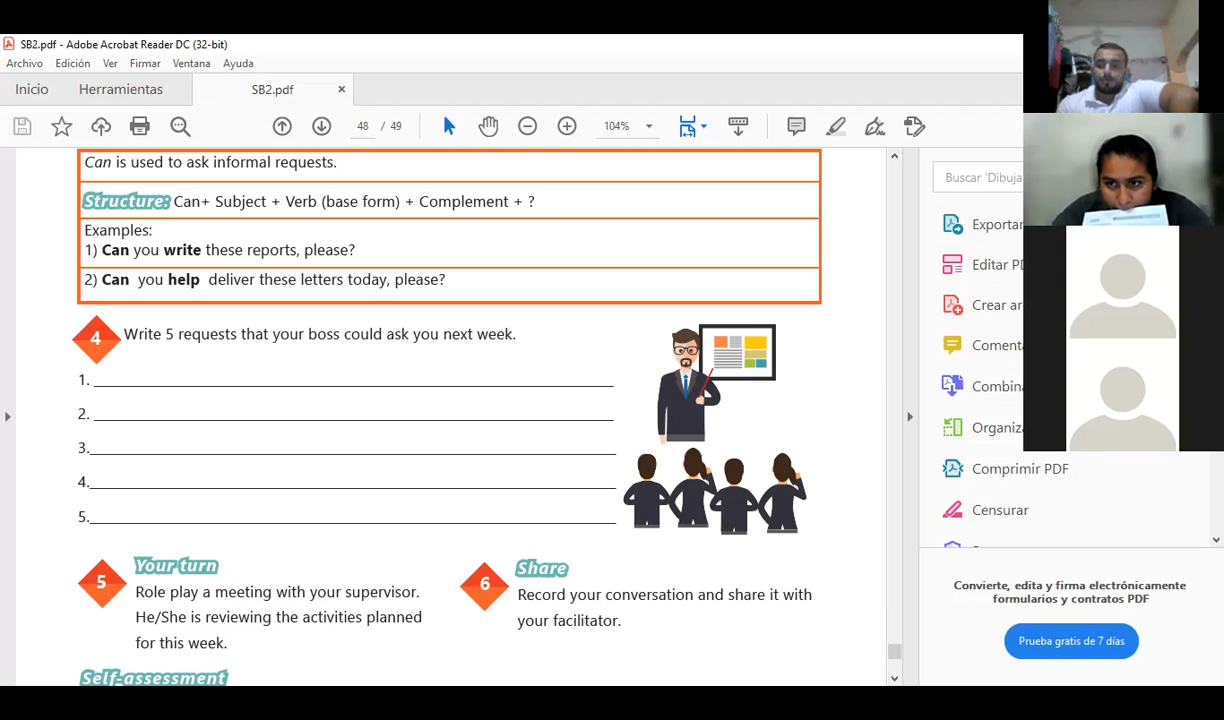 SB2.pdf - Adobe Acrobat Reader DC (32-bit)
Archivo Edición Ver Firmar Ventana Ayuda
Inicio Herramientas SB2.pdf ×
48 / 49 104%
Can is used to ask informal requests.
Structure: Can+ Subject + Verb (base form) + Complement + ?
Examples:
1) Can you write these reports, please?
2) Can you help deliver these letters today, please?
4 Write 5 requests that your boss could ask you next week.
1.
2.
3.
4.
5.
5 Your turn
Role play a meeting with your supervisor.
He/She is reviewing the activities planned
for this week.
6 Share
Record your conversation and share it with
your facilitator.
Self-assessment
Buscar 'Dibuja
Exportar
Editar PD
Crear ar
Comenta
Combina
Organiza
Comprimir PDF
Censurar
Convierte, edita y firma electrónicamente
formularios y contratos PDF
Prueba gratis de 7 días